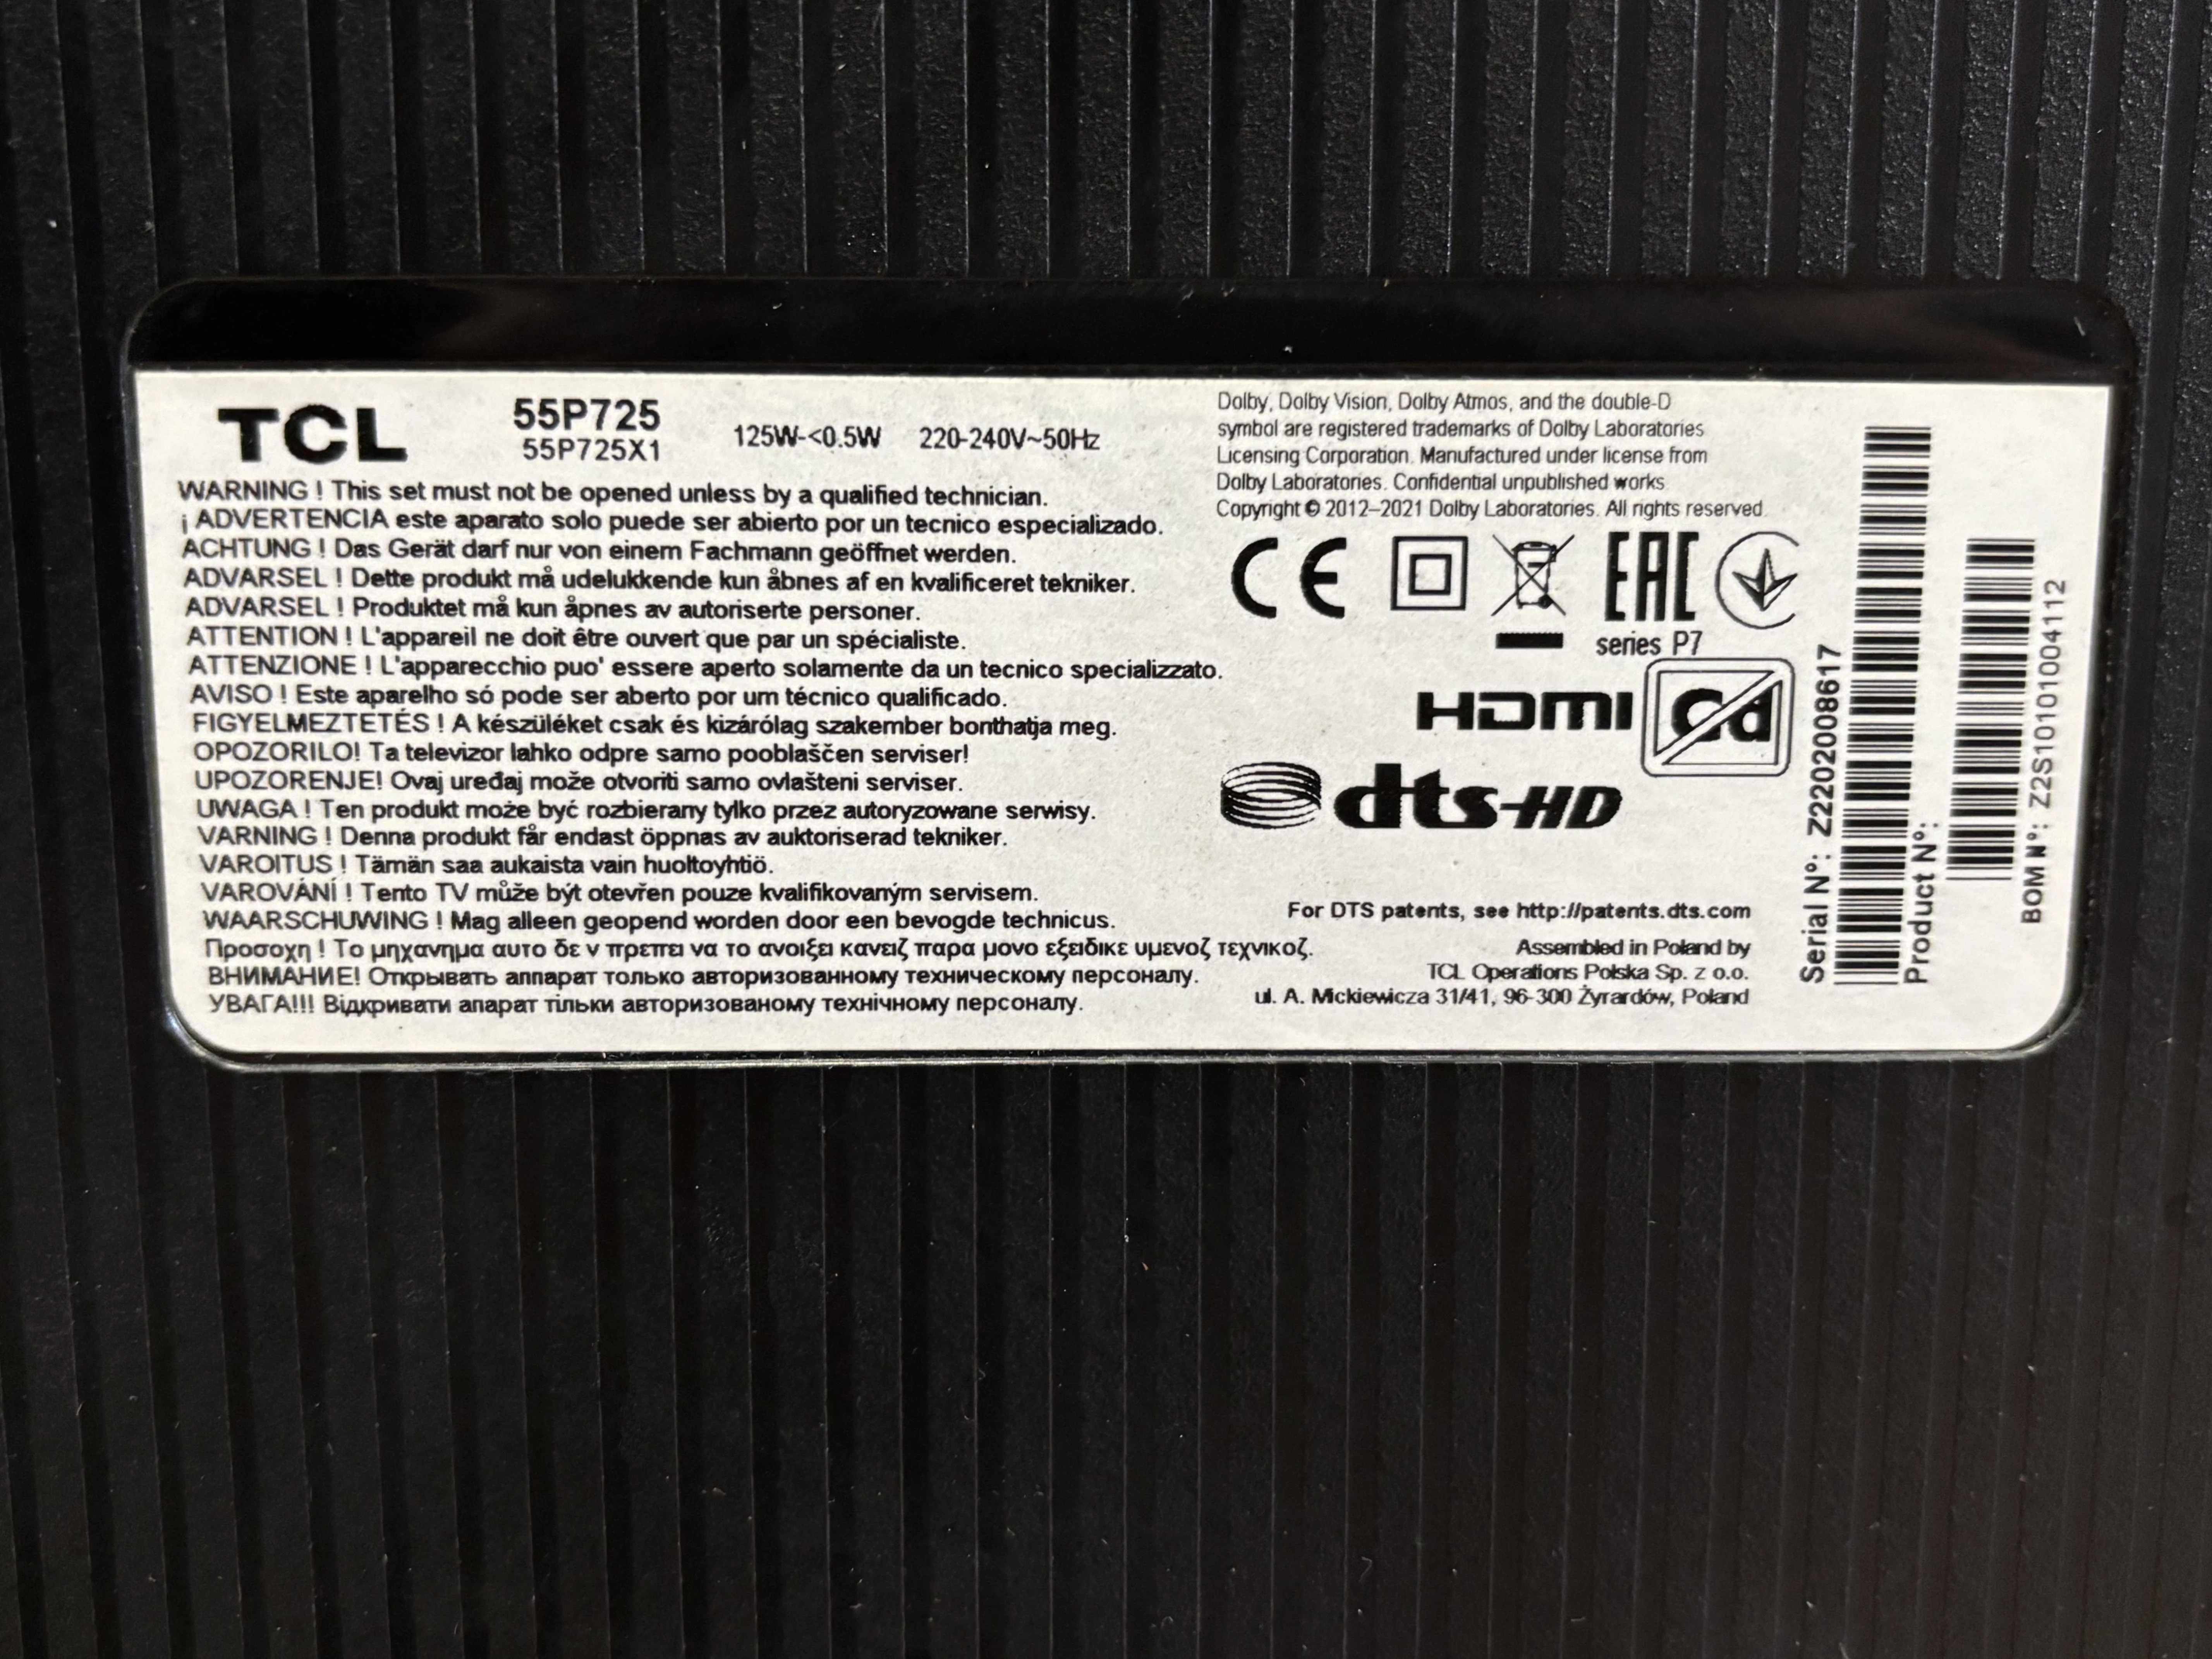 TCL
55P725
55P725X1
125W-<0.5W 220-240V~50Hz
WARNING ! This set must not be opened unless by a qualified technician.
¡ ADVERTENCIA este aparato solo puede ser abierto por un tecnico especializado.
ACHTUNG ! Das Gerät darf nur von einem Fachmann geöffnet werden.
ADVARSEL ! Dette produkt må udelukkende kun åbnes af en kvalificeret tekniker.
ADVARSEL ! Produktet må kun åpnes av autoriserte personer.
ATTENTION ! L'appareil ne doit être ouvert que par un spécialiste.
ATTENZIONE ! L'apparecchio puo' essere aperto solamente da un tecnico specializzato.
AVISO ! Este aparelho só pode ser aberto por um técnico qualificado.
FIGYELMEZTETÉS ! A készüléket csak és kizárólag szakember bonthatja meg.
OPOZORILO! Ta televizor lahko odpre samo pooblaščen serviser!
UPOZORENJE! Ovaj uređaj može otvoriti samo ovlašteni serviser.
UWAGA ! Ten produkt może być rozbierany tylko przez autoryzowane serwisy.
VARNING ! Denna produkt får endast öppnas av auktoriserad tekniker.
VAROITUS ! Tämän saa aukaista vain huoltoyhtiö.
VAROVÁNÍ ! Tento TV může být otevřen pouze kvalifikovaným servisem.
WAARSCHUWING ! Mag alleen geopend worden door een bevogde technicus.
Προσοχη ! Το μηχανημα αυτο δε ν πρεπει να το ανοιξει κανειζ παρα μονο εξειδικε υμενοζ τεχνικοζ.
ВНИМАНИЕ! Открывать аппарат только авторизованному техническому персоналу.
УВАГА!!! Відкривати апарат тільки авторизованому технічному персоналу.
Dolby, Dolby Vision, Dolby Atmos, and the double-D
symbol are registered trademarks of Dolby Laboratories
Licensing Corporation. Manufactured under license from
Dolby Laboratories. Confidential unpublished works.
Copyright © 2012–2021 Dolby Laboratories. All rights reserved.
CE EAC
series P7
HDMI Cd
dts-HD
For DTS patents, see http://patents.dts.com
Assembled in Poland by
TCL Operations Polska Sp. z o.o.
ul. A. Mickiewicza 31/41, 96-300 Żyrardów, Poland
Serial N°: Z22202008617
Product N°:
BOM N°: Z2S10101004112